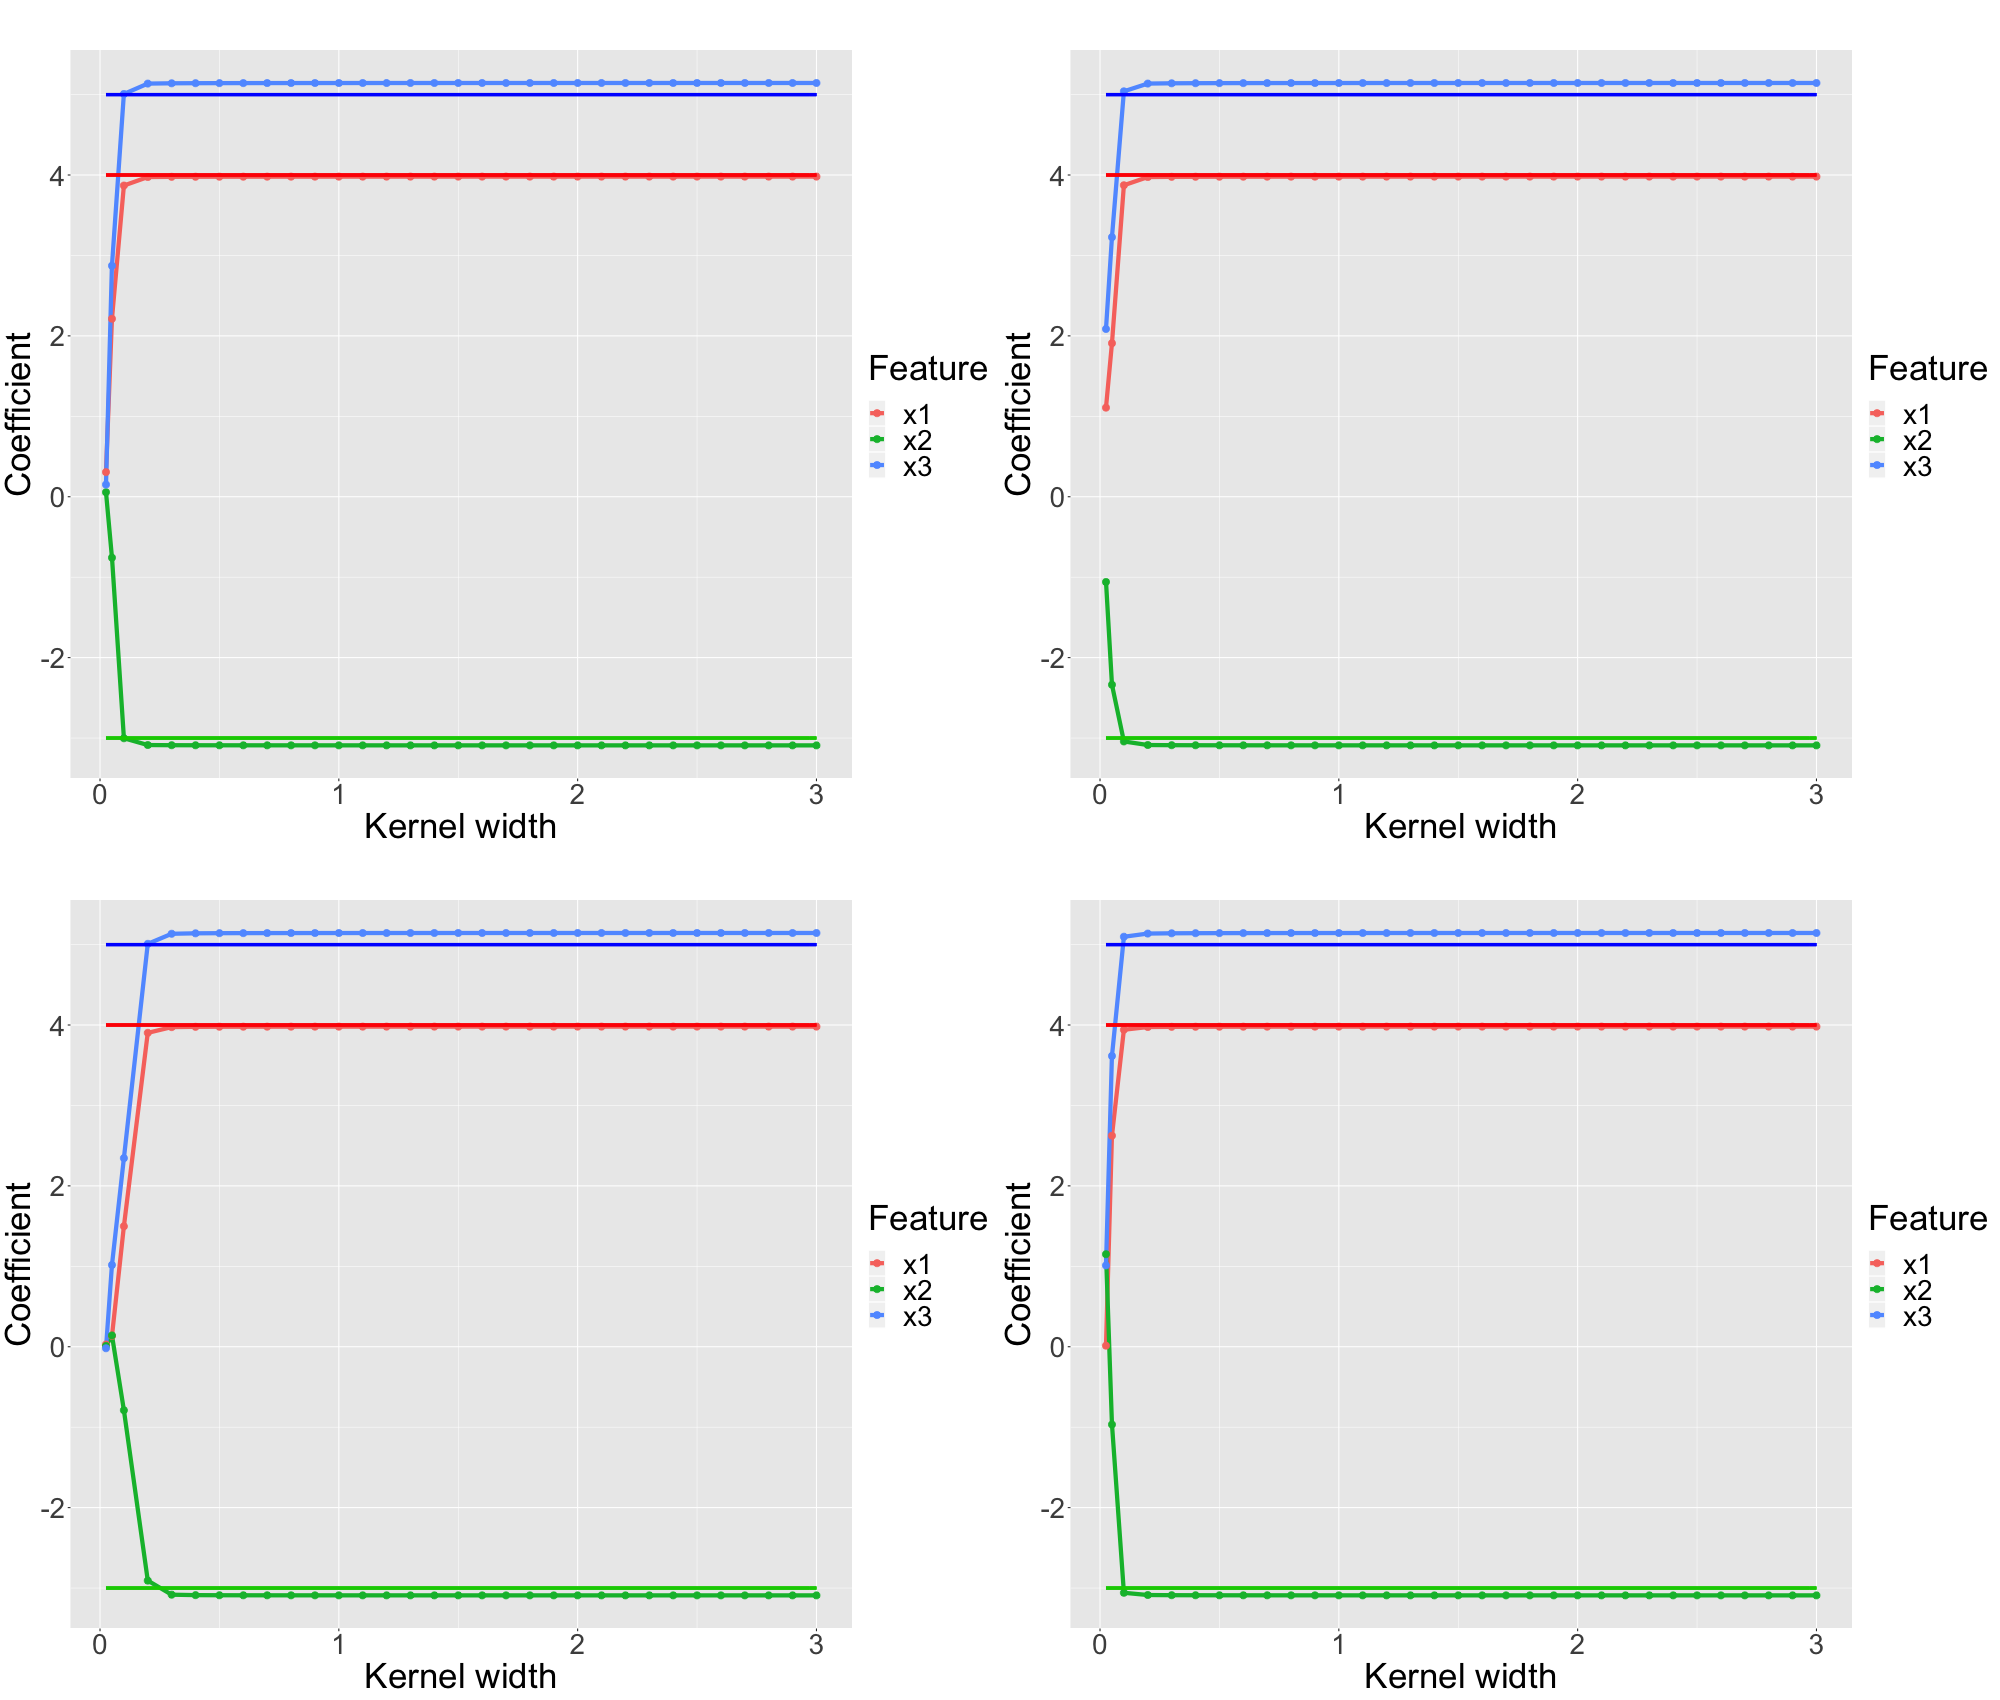 4
2
0
-2
0 1 2 3
Kernel width
Coefficient
Feature
x1
x2
x3
4
2
0
-2
0 1 2 3
Kernel width
Coefficient
Feature
x1
x2
x3
4
2
0
-2
0 1 2 3
Kernel width
Coefficient
Feature
x1
x2
x3
4
2
0
-2
0 1 2 3
Kernel width
Coefficient
Feature
x1
x2
x3